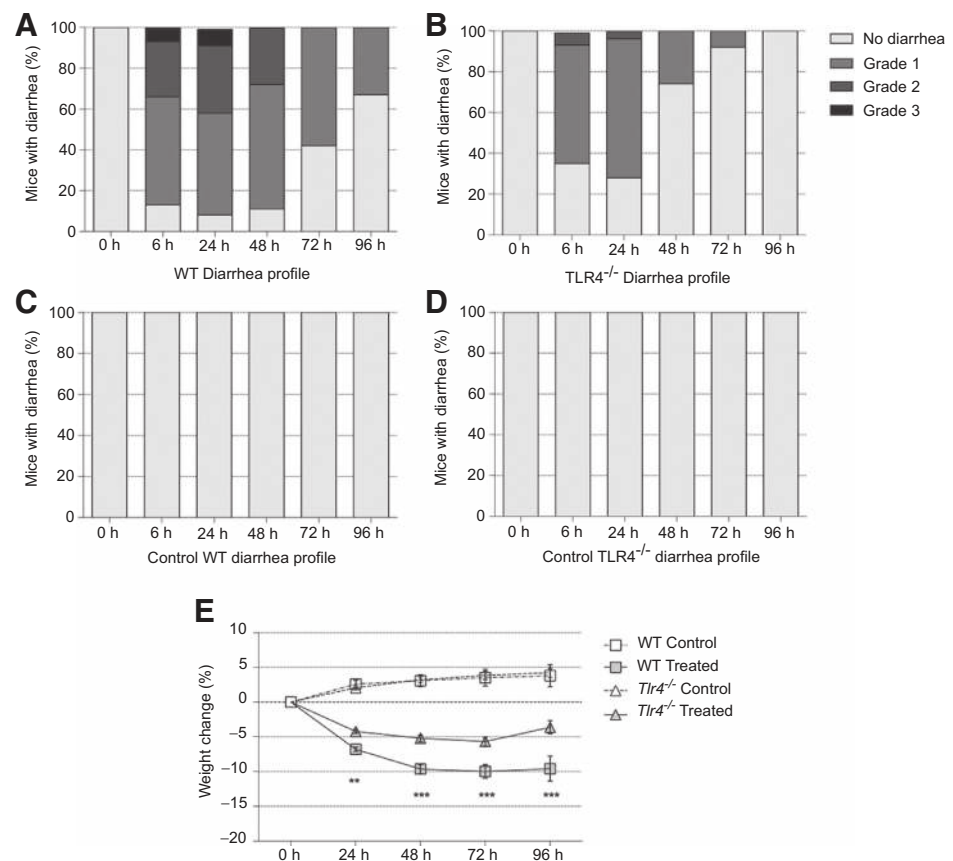 A
Mice with diarrhea (%)
100
80
60
40
20
0
0 h 6 h 24 h 48 h 72 h 96 h
WT Diarrhea profile
B
Mice with diarrhea (%)
100
80
60
40
20
0
0 h 6 h 24 h 48 h 72 h 96 h
TLR4-/- Diarrhea profile
No diarrhea
Grade 1
Grade 2
Grade 3
C
Mice with diarrhea (%)
100
80
60
40
20
0
0 h 6 h 24 h 48 h 72 h 96 h
Control WT diarrhea profile
D
Mice with diarrhea (%)
100
80
60
40
20
0
0 h 6 h 24 h 48 h 72 h 96 h
Control TLR4-/- diarrhea profile
E
Weight change (%)
10
5
0
−5
−10
−15
−20
** *** *** ***
0 h 24 h 48 h 72 h 96 h
WT Control
WT Treated
Tlr4-/- Control
Tlr4-/- Treated